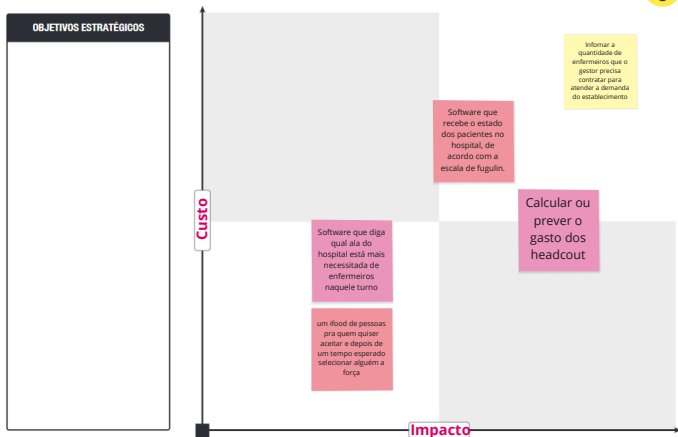 OBJETIVOS ESTRATÉGICOS
Infomar a
quantidade de
enfermeiros que o
gestor precisa
contratar para
atender a demanda
do establecimento
Software que
recebe o estado
dos pacientes no
hospital, de
acordo com a
escala de fugulin.
Calcular ou
prever o
gasto dos
headcout
Custo
Software que diga
qual ala do
hospital está mais
necessitada de
enfermeiros
naquele turno
um ifood de pessoas
pra quem quiser
aceitar e depois de
um tempo esperado
selecionar alguém a
força
Impacto